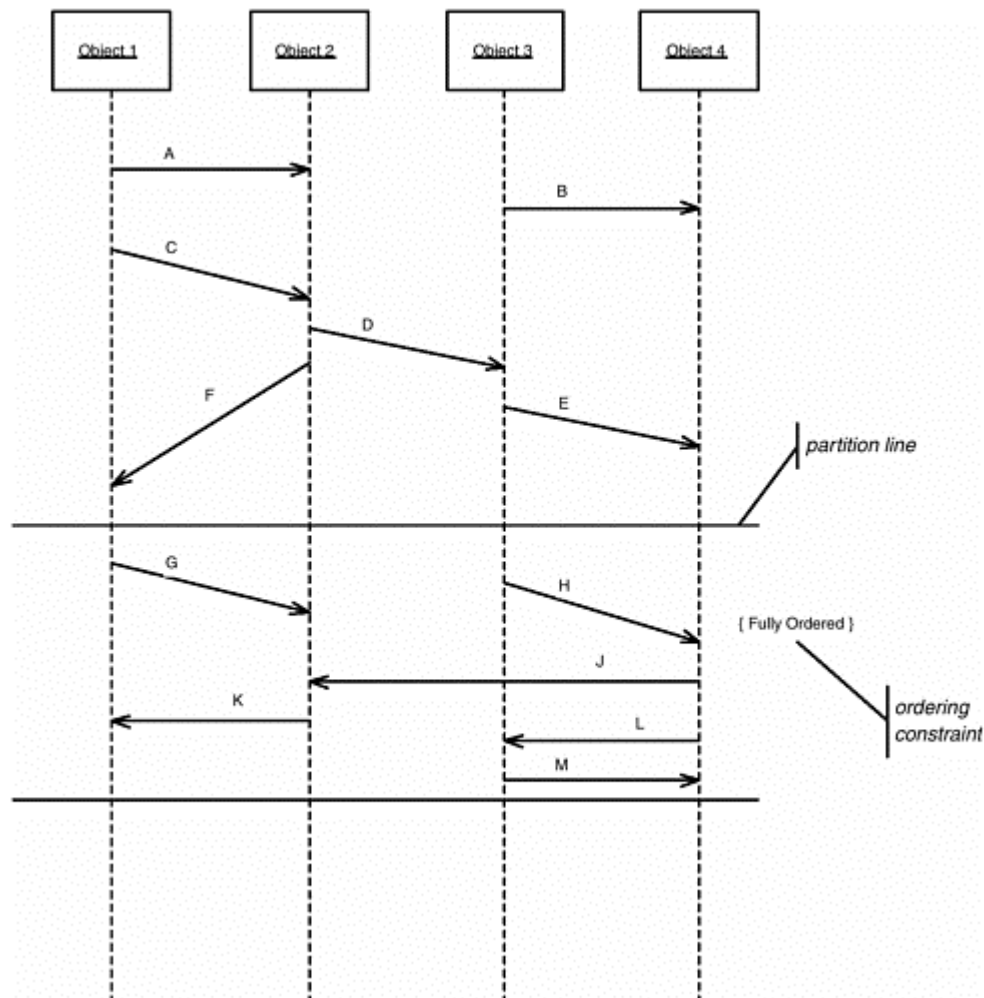 Object 1
Object 2
Object 3
Object 4
A
B
C
D
F
E
partition line
G
H
{ Fully Ordered }
J
K
L
ordering
constraint
M